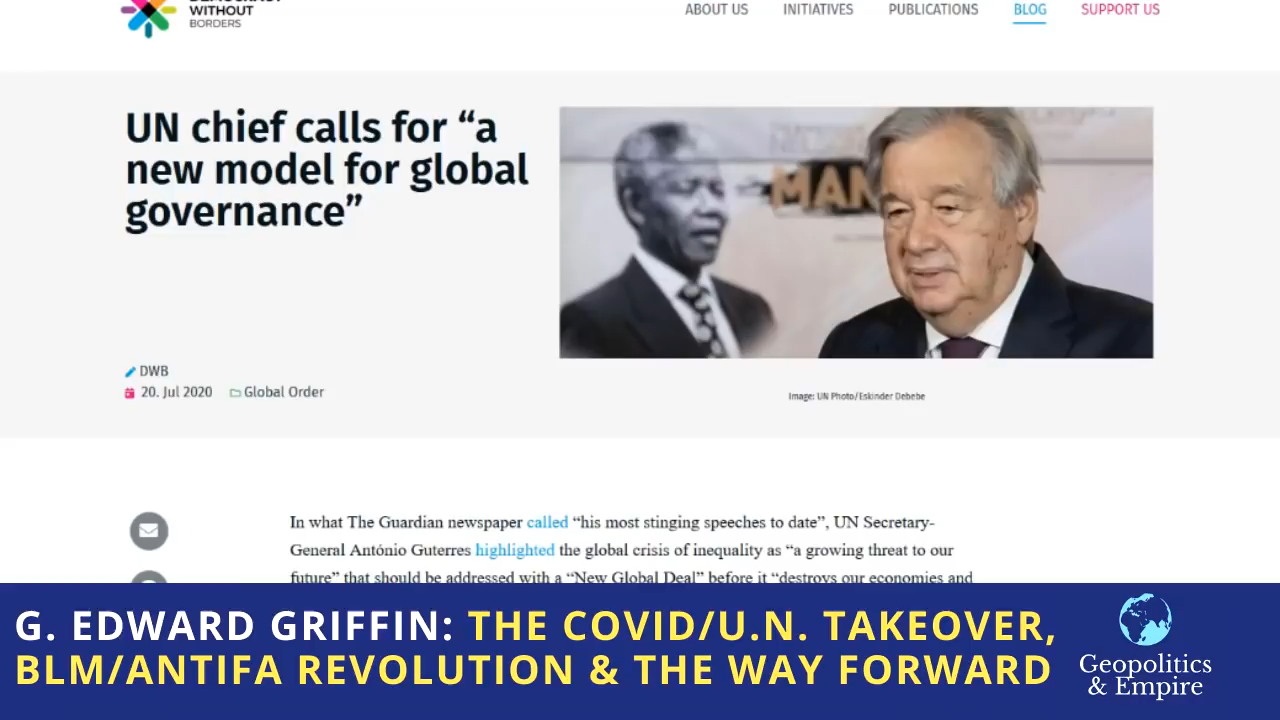 WITHOUT
BORDERS
ABOUT US
INITIATIVES
PUBLICATIONS
BLOG
SUPPORT US
UN chief calls for “a
new model for global
governance”
MAN
DWB
20. Jul 2020
Global Order
Image: UN Photo/Eskinder Debebe
In what The Guardian newspaper called “his most stinging speeches to date”, UN Secretary-
General António Guterres highlighted the global crisis of inequality as “a growing threat to our
future” that should be addressed with a “New Global Deal” before it “destroys our economies and
G. EDWARD GRIFFIN: THE COVID/U.N. TAKEOVER,
BLM/ANTIFA REVOLUTION & THE WAY FORWARD
Geopolitics
& Empire